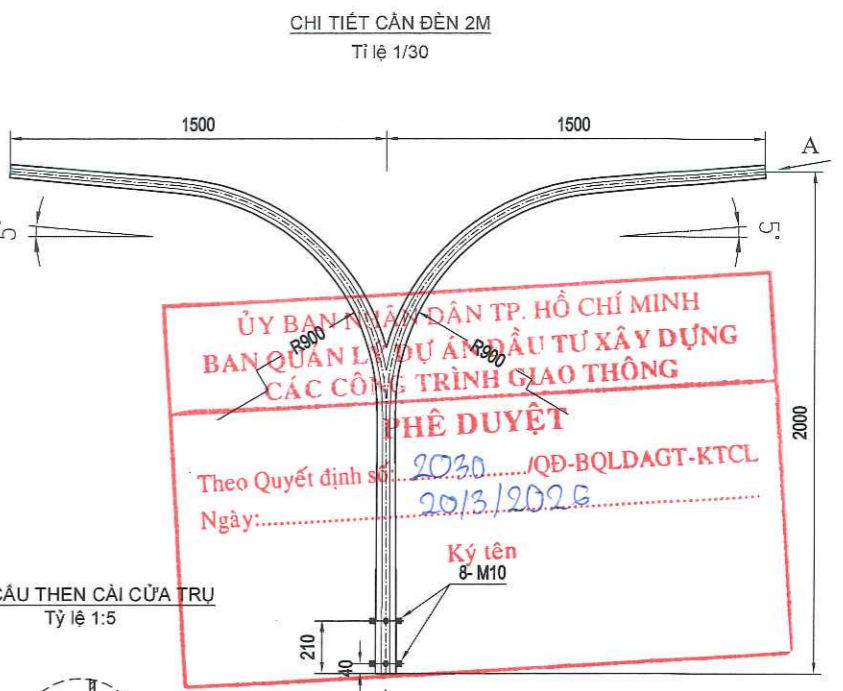 CHI TIẾT CẦN ĐÈN 2M
Tỉ lệ 1/30
1500
1500
A
5°
5°
ỦY BAN NHÂN DÂN TP. HỒ CHÍ MINH
BAN QUẢN LÝ DỰ ÁN ĐẦU TƯ XÂY DỰNG
CÁC CÔNG TRÌNH GIAO THÔNG
R900
R900
2000
PHÊ DUYỆT
Theo Quyết định số: 2030 /QĐ-BQLDAGT-KTCL
Ngày: 20/3/2026
Ký tên
8- M10
CẤU THEN CÀI CỬA TRỤ
Tỷ lệ 1:5
210
40